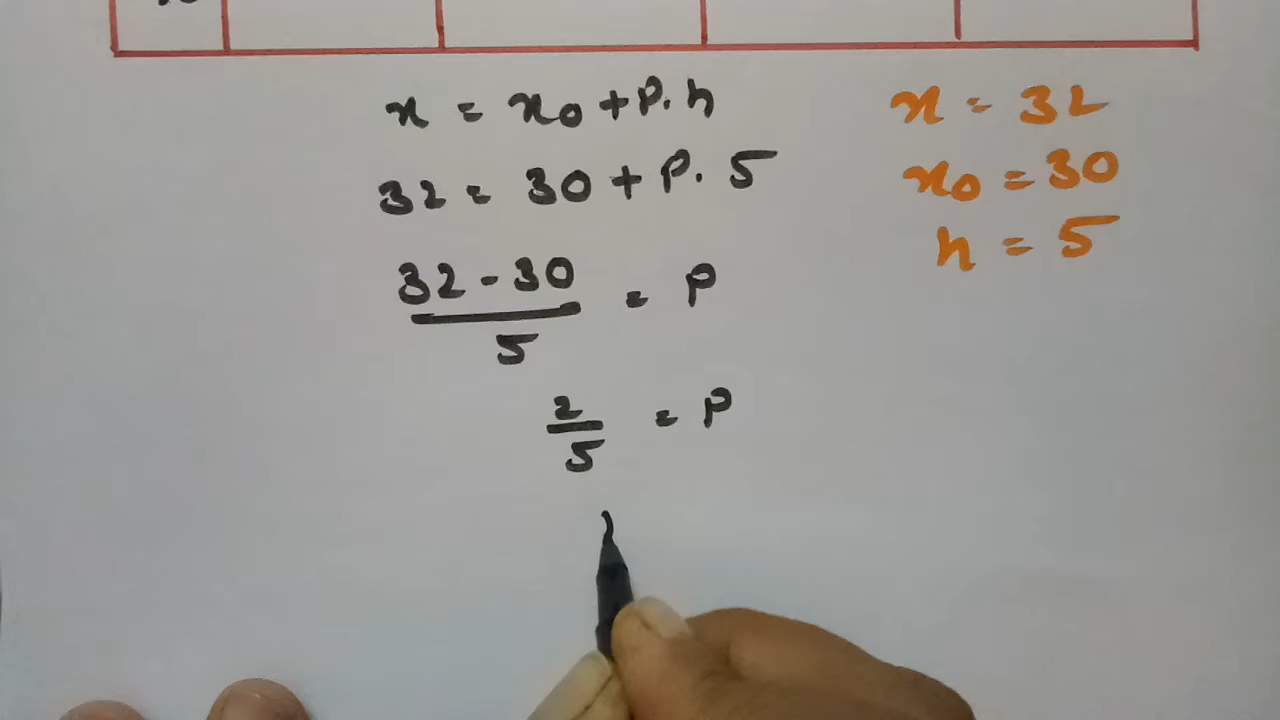 x = x0 + P. h
32 = 30 + P. 5
32 - 30 / 5 = P
2/5 = P
x = 32
x0 = 30
h = 5